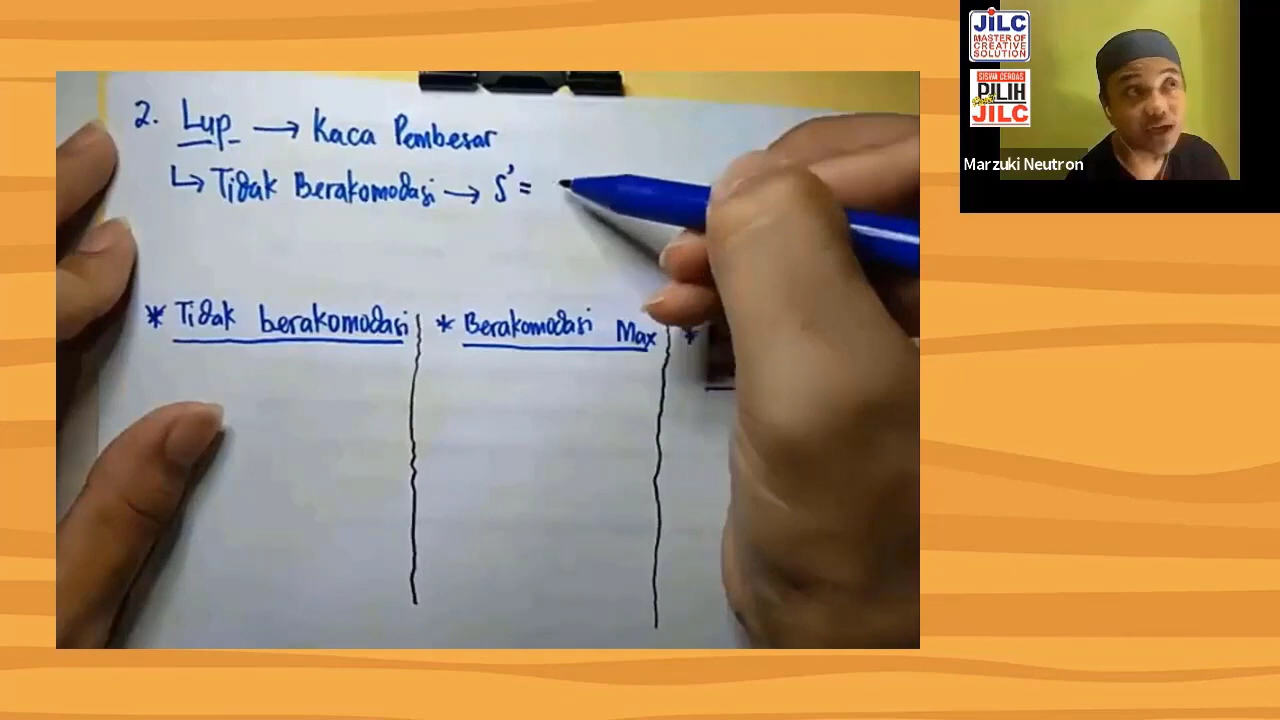 2. Lup → Kaca Pembesar
↳ Tidak Berakomodasi → S' =
* Tidak berakomodasi
* Berakomodasi Max
*
JILC
MASTER OF
CREATIVE
SOLUTION
SISWA CERDAS
PILIH
JILC
Marzuki Neutron